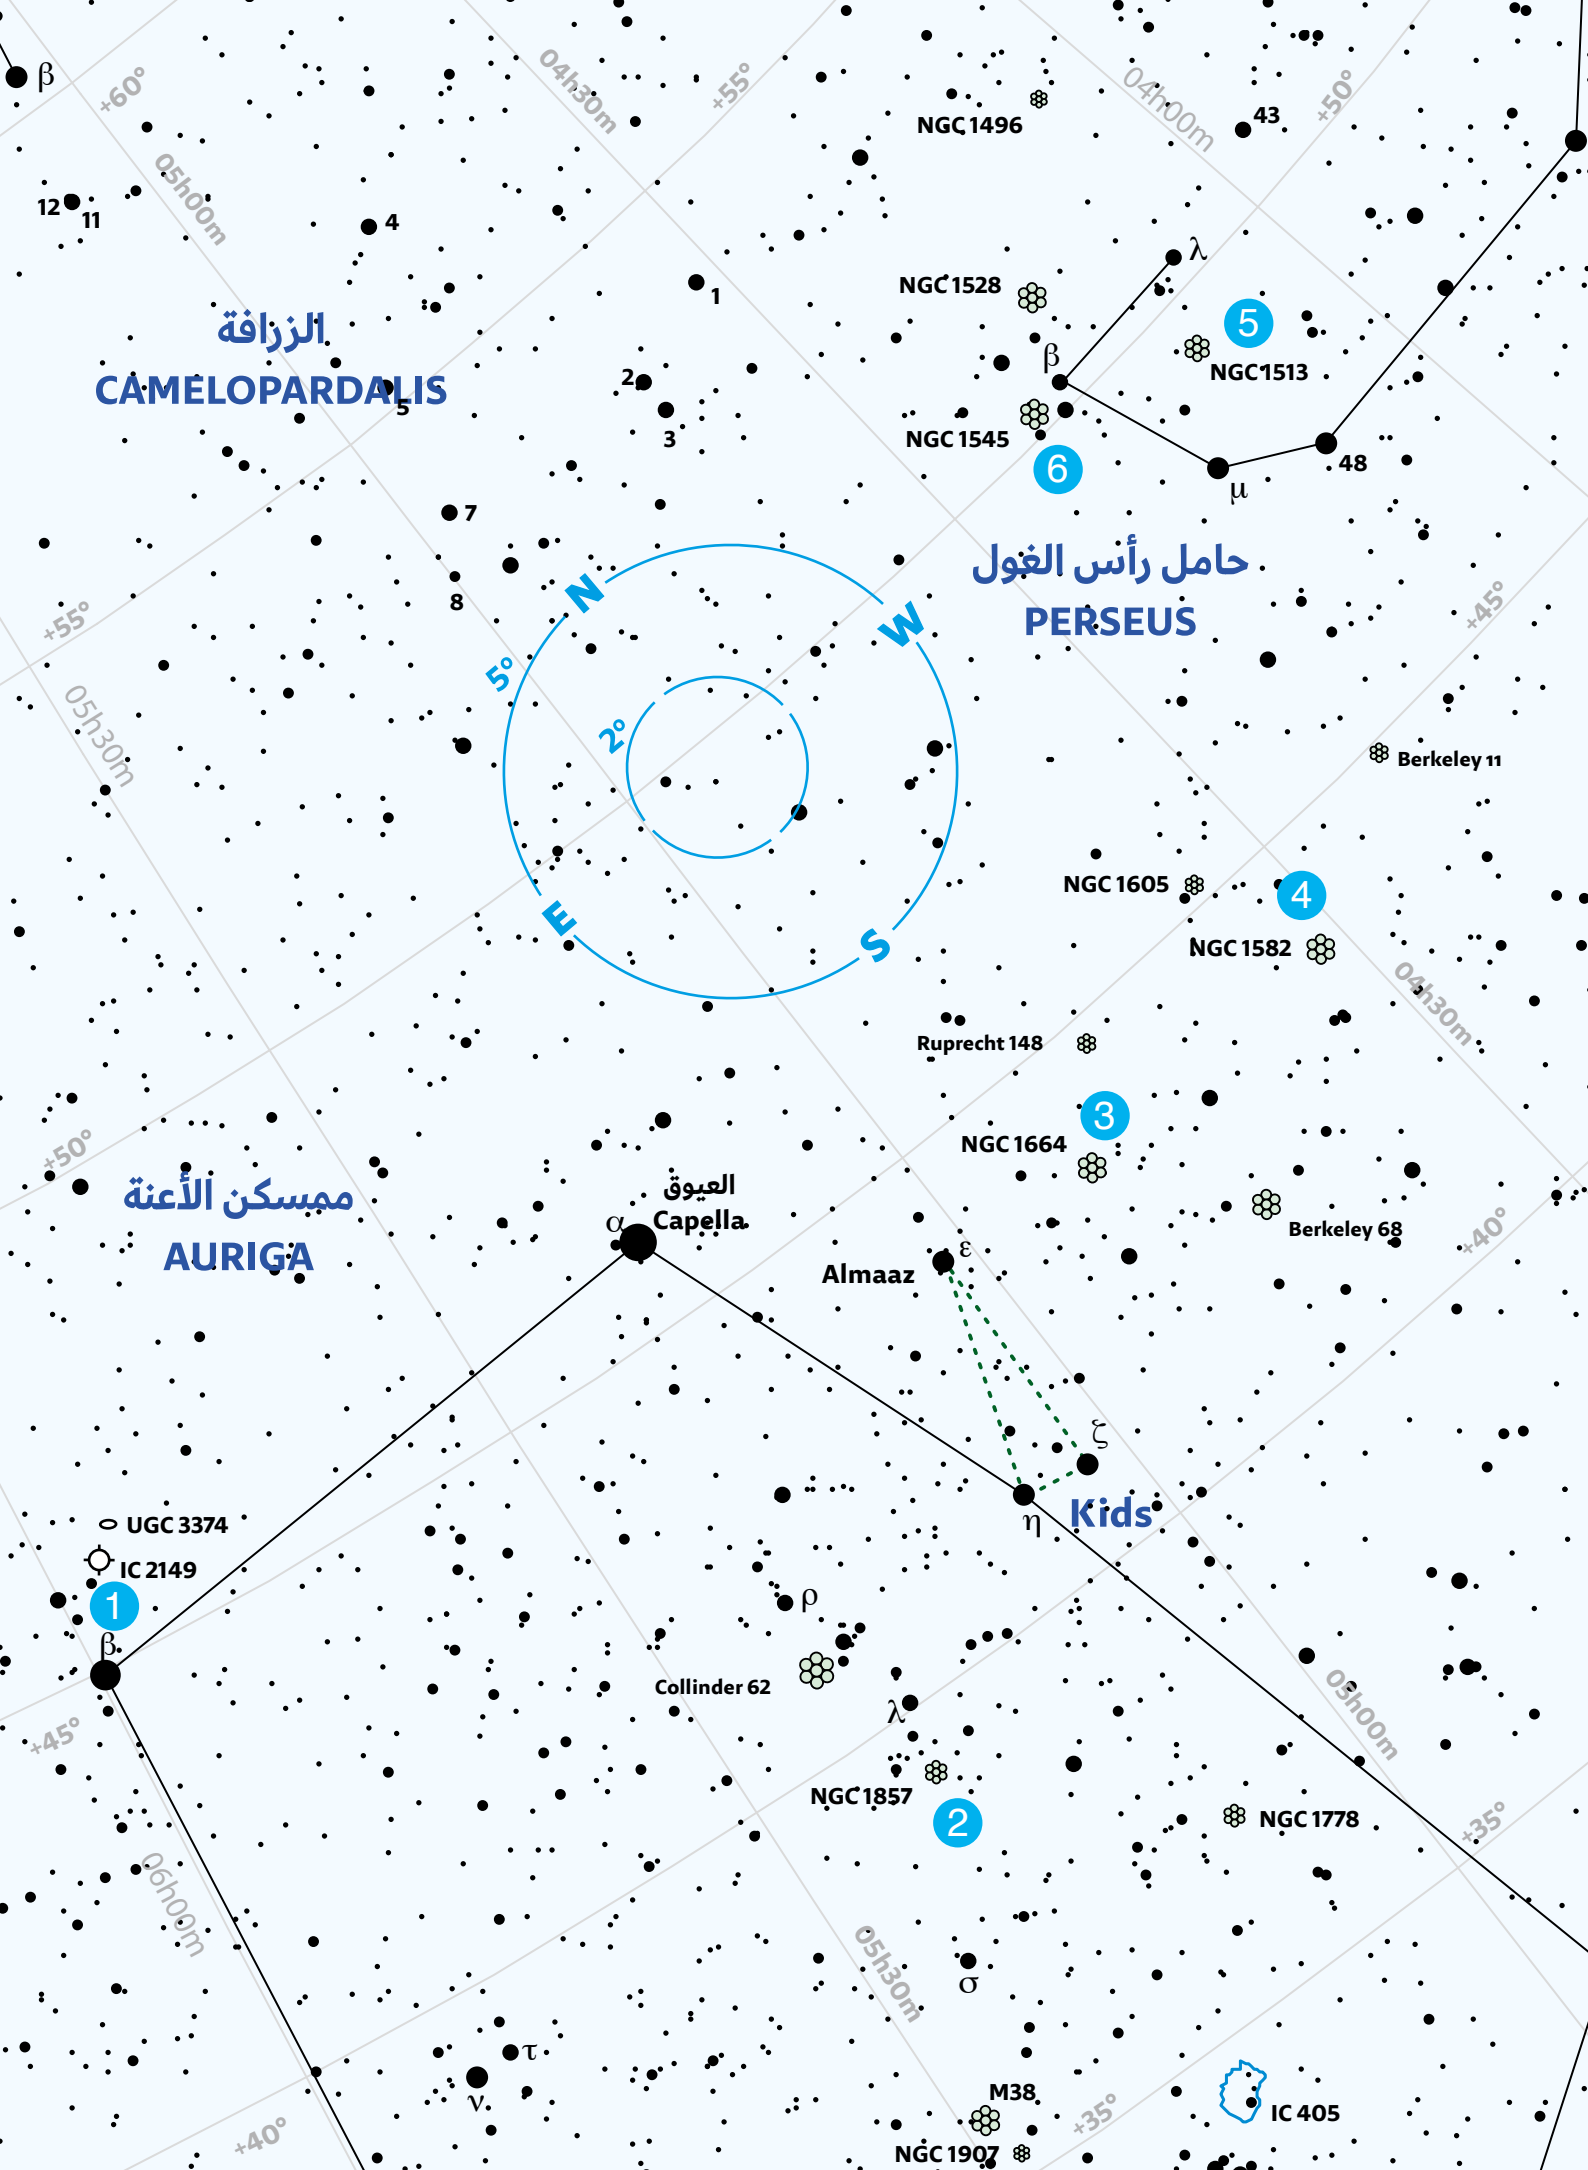 β
+60°
04h30m
+55°
04h00m
+50°
NGC 1496
43
05h00m
12
11
4
λ
NGC 1528
1
5
الزرافة
CAMELOPARDALIS
5
2
3
β
NGC 1513
NGC 1545
6
48
μ
7
8
حامل رأس الغول
PERSEUS
N
W
5°
2°
E
S
+55°
+45°
05h30m
Berkeley 11
NGC 1605
4
NGC 1582
04h30m
Ruprecht 148
3
NGC 1664
+50°
ممسكن الأعنة
AURIGA
العيوق
α
Capella
Berkeley 68
+40°
ε
Almaaz
ζ
Kids
η
UGC 3374
IC 2149
1
β
ρ
Collinder 62
λ
05h00m
+45°
NGC 1857
2
NGC 1778
+35°
06h00m
05h30m
σ
τ
ν
M38
IC 405
+35°
+40°
NGC 1907